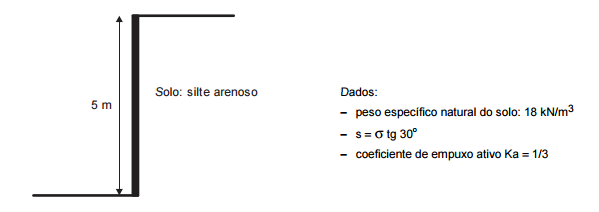 5 m
Solo: silte arenoso
Dados:
– peso específico natural do solo: 18 kN/m³
– s = σ tg 30º
– coeficiente de empuxo ativo Ka = 1/3